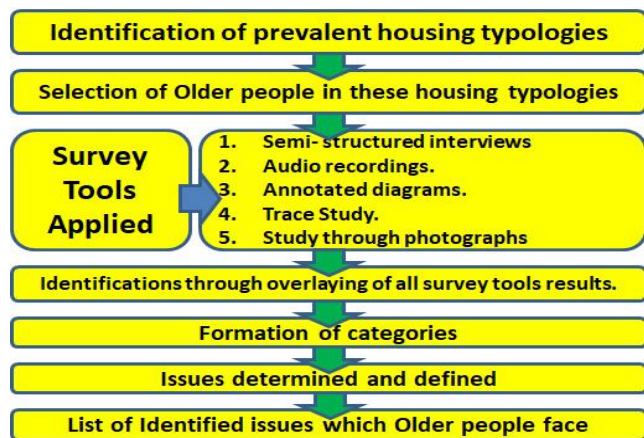 Identification of prevalent housing typologies
Selection of Older people in these housing typologies
Survey
Tools
Applied
1. Semi- structured interviews
2. Audio recordings.
3. Annotated diagrams.
4. Trace Study.
5. Study through photographs
Identifications through overlaying of all survey tools results.
Formation of categories
Issues determined and defined
List of Identified issues which Older people face